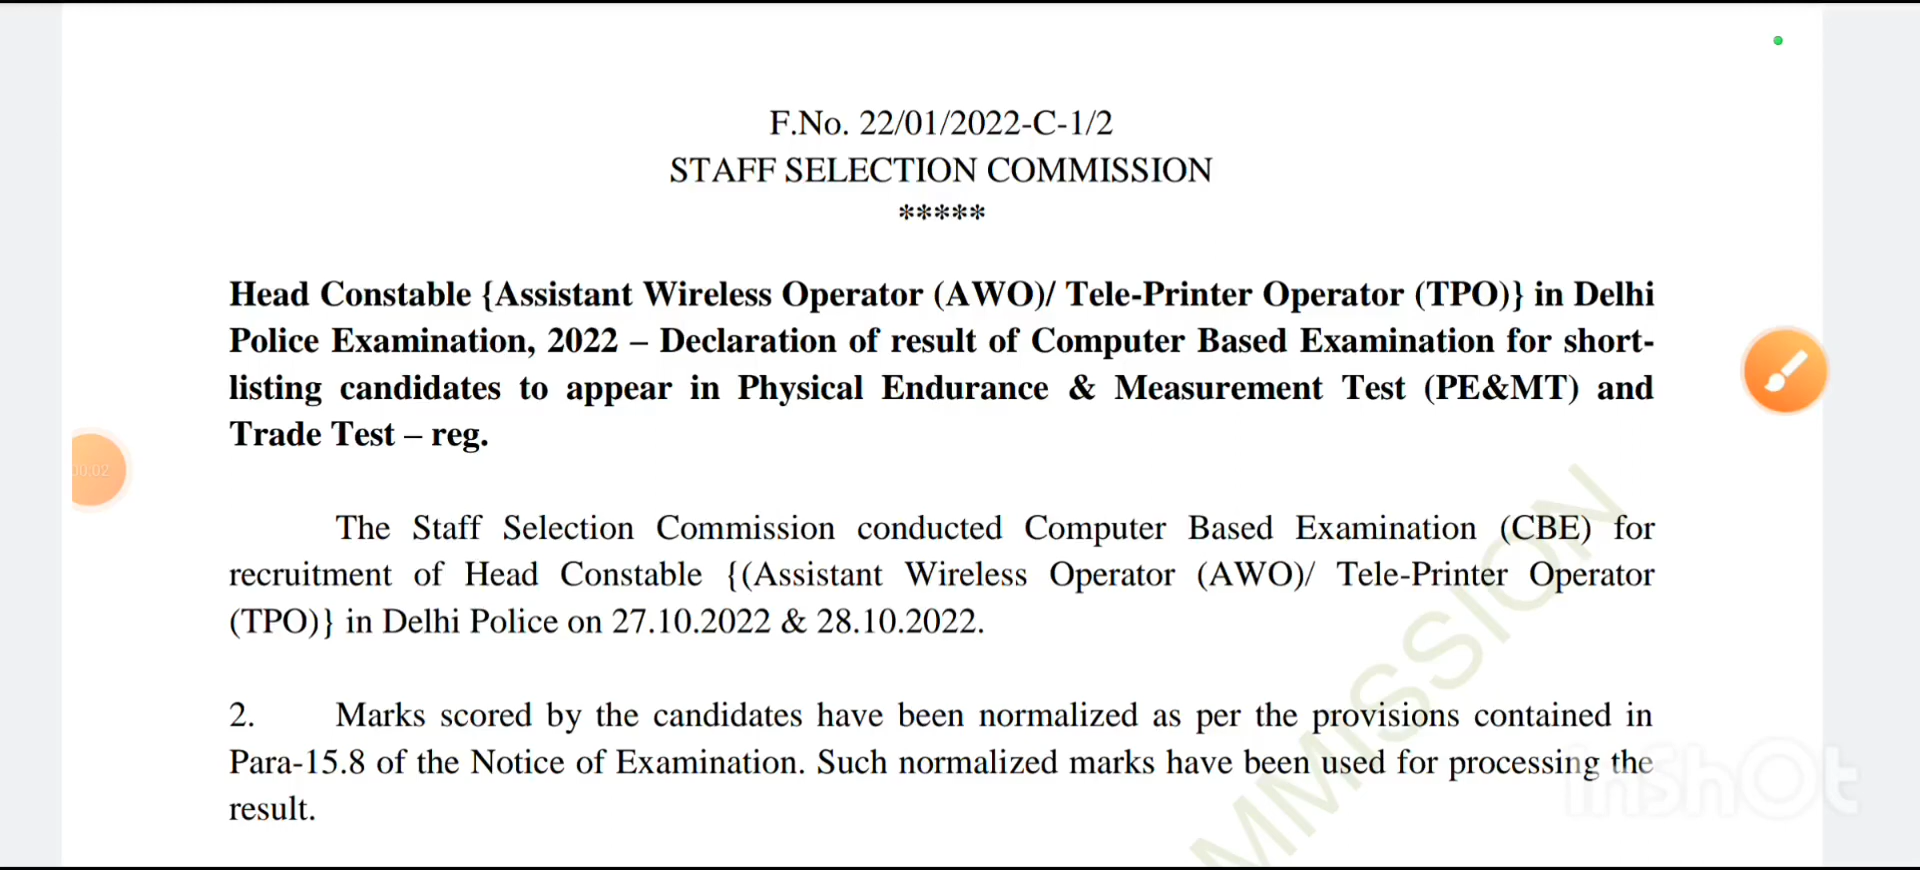 F.No. 22/01/2022-C-1/2
STAFF SELECTION COMMISSION
*****
Head Constable {Assistant Wireless Operator (AWO)/ Tele-Printer Operator (TPO)} in Delhi
Police Examination, 2022 – Declaration of result of Computer Based Examination for short-
listing candidates to appear in Physical Endurance & Measurement Test (PE&MT) and
Trade Test – reg.
00:02
The Staff Selection Commission conducted Computer Based Examination (CBE) for
recruitment of Head Constable {(Assistant Wireless Operator (AWO)/ Tele-Printer Operator
(TPO)} in Delhi Police on 27.10.2022 & 28.10.2022.
2. Marks scored by the candidates have been normalized as per the provisions contained in
Para-15.8 of the Notice of Examination. Such normalized marks have been used for processing the
result.
MMISSION
InShOt